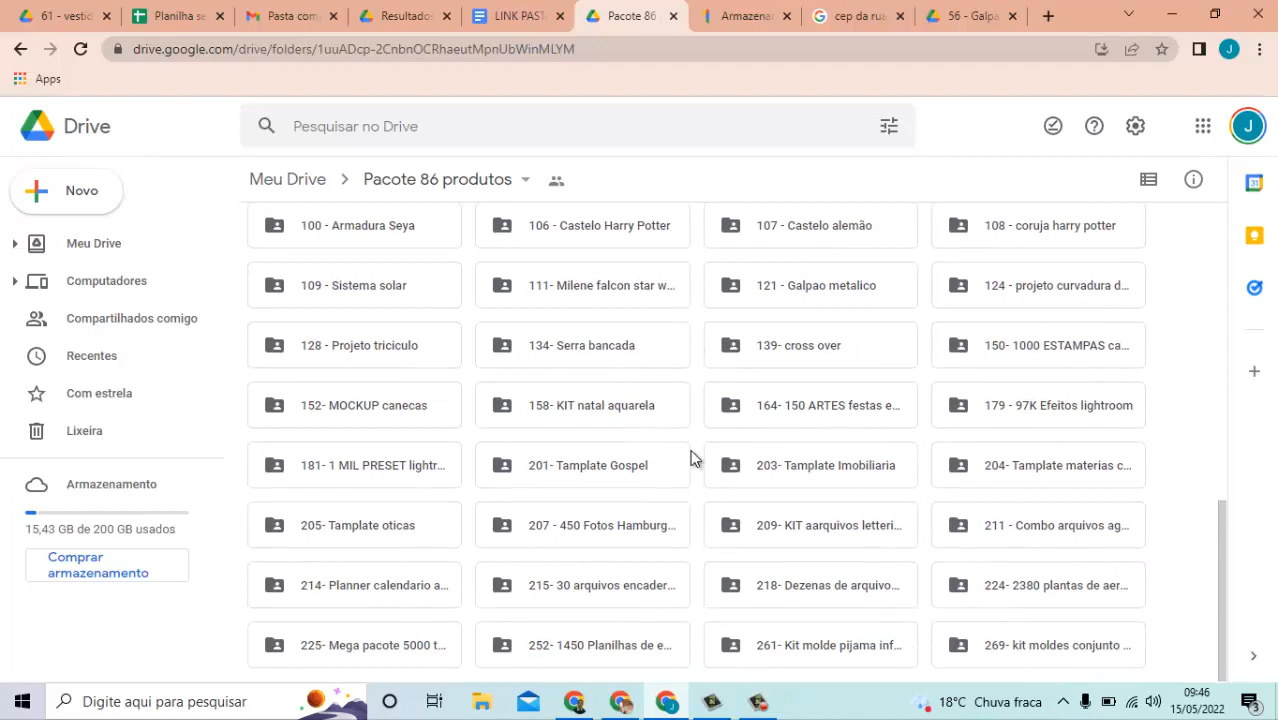 61 - vestic
Planilha se
Pasta com
Resultado
LINK PAST
Pacote 86
Armazenar
cep da rua
56 - Galpa
drive.google.com/drive/folders/1uuADcp-2CnbnOCRhaeutMpnUbWinMLYM
J
Apps
Drive
Pesquisar no Drive
J
Novo
Meu Drive
Pacote 86 produtos
31
Meu Drive
Computadores
Compartilhados comigo
Recentes
Com estrela
Lixeira
Armazenamento
15,43 GB de 200 GB usados
Comprar
armazenamento
100 - Armadura Seya
106 - Castelo Harry Potter
107 - Castelo alemão
108 - coruja harry potter
109 - Sistema solar
111- Milene falcon star w...
121 - Galpao metalico
124 - projeto curvadura d...
128 - Projeto triciculo
134- Serra bancada
139- cross over
150- 1000 ESTAMPAS ca...
152- MOCKUP canecas
158- KIT natal aquarela
164- 150 ARTES festas e...
179 - 97K Efeitos lightroom
181- 1 MIL PRESET lightr...
201- Tamplate Gospel
203- Tamplate Imobiliaria
204- Tamplate materias c...
205- Tamplate oticas
207 - 450 Fotos Hamburg...
209- KIT aarquivos letteri...
211 - Combo arquivos ag...
214- Planner calendario a...
215- 30 arquivos encader...
218- Dezenas de arquivo...
224- 2380 plantas de aer...
225- Mega pacote 5000 t...
252- 1450 Planilhas de e...
261- Kit molde pijama inf...
269- kit moldes conjunto ...
Digite aqui para pesquisar
18°C Chuva fraca
09:46
15/05/2022
3